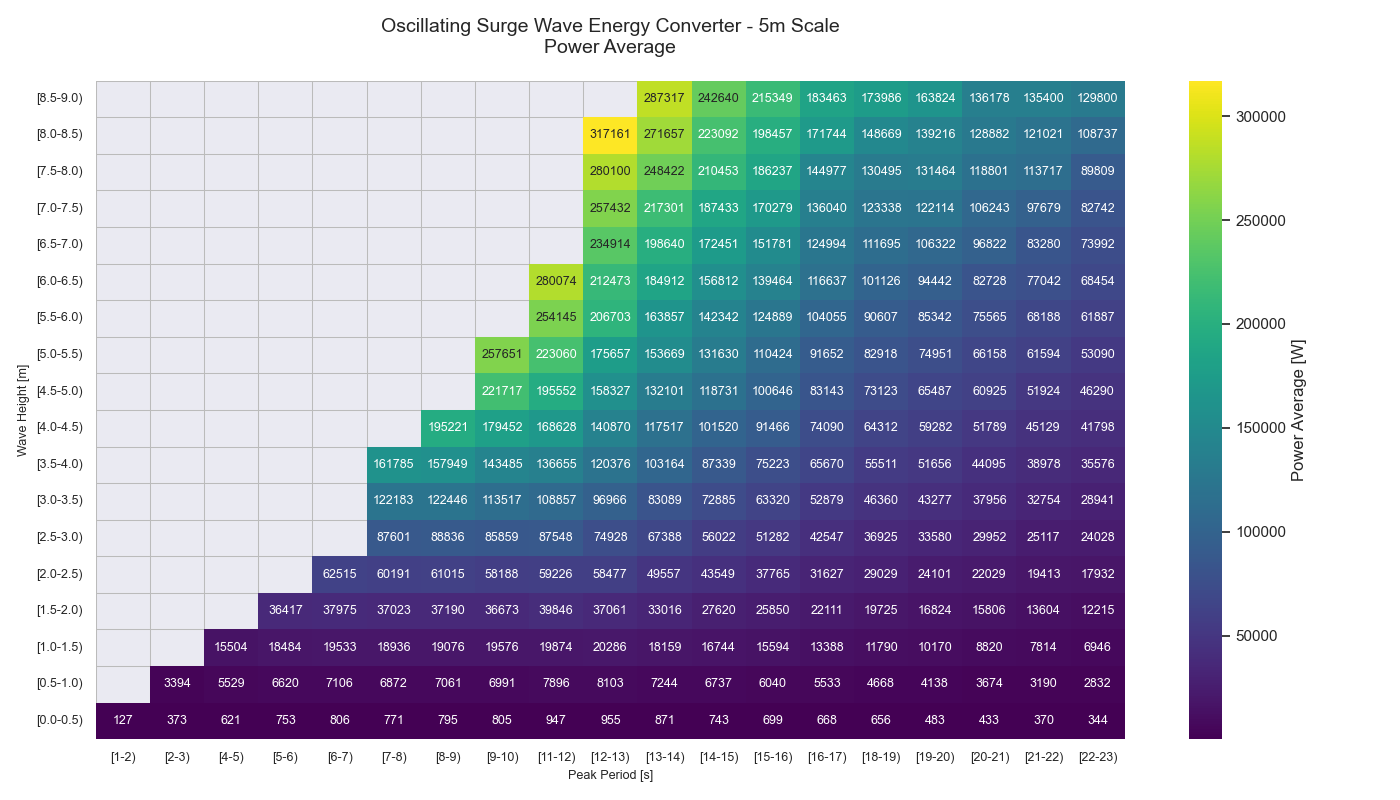 Oscillating Surge Wave Energy Converter - 5m Scale
Power Average
[8.5-9.0) 287317 242640 215349 183463 173986 163824 136178 135400 129800
[8.0-8.5) 317161 271657 223092 198457 171744 148669 139216 128882 121021 108737
[7.5-8.0) 280100 248422 210453 186237 144977 130495 131464 118801 113717 89809
[7.0-7.5) 257432 217301 187433 170279 136040 123338 122114 106243 97679 82742
[6.5-7.0) 234914 198640 172451 151781 124994 111695 106322 96822 83280 73992
[6.0-6.5) 280074 212473 184912 156812 139464 116637 101126 94442 82728 77042 68454
[5.5-6.0) 254145 206703 163857 142342 124889 104055 90607 85342 75565 68188 61887
[5.0-5.5) 257651 223060 175657 153669 131630 110424 91652 82918 74951 66158 61594 53090
[4.5-5.0) 221717 195552 158327 132101 118731 100646 83143 73123 65487 60925 51924 46290
[4.0-4.5) 195221 179452 168628 140870 117517 101520 91466 74090 64312 59282 51789 45129 41798
[3.5-4.0) 161785 157949 143485 136655 120376 103164 87339 75223 65670 55511 51656 44095 38978 35576
[3.0-3.5) 122183 122446 113517 108857 96966 83089 72885 63320 52879 46360 43277 37956 32754 28941
[2.5-3.0) 87601 88836 85859 87548 74928 67388 56022 51282 42547 36925 33580 29952 25117 24028
[2.0-2.5) 62515 60191 61015 58188 59226 58477 49557 43549 37765 31627 29029 24101 22029 19413 17932
[1.5-2.0) 36417 37975 37023 37190 36673 39846 37061 33016 27620 25850 22111 19725 16824 15806 13604 12215
[1.0-1.5) 15504 18484 19533 18936 19076 19576 19874 20286 18159 16744 15594 13388 11790 10170 8820 7814 6946
[0.5-1.0) 3394 5529 6620 7106 6872 7061 6991 7896 8103 7244 6737 6040 5533 4668 4138 3674 3190 2832
[0.0-0.5) 127 373 621 753 806 771 795 805 947 955 871 743 699 668 656 483 433 370 344
[1-2) [2-3) [4-5) [5-6) [6-7) [7-8) [8-9) [9-10) [11-12) [12-13) [13-14) [14-15) [15-16) [16-17) [18-19) [19-20) [20-21) [21-22) [22-23)
Peak Period [s]
Wave Height [m]
300000
250000
200000
150000
100000
50000
Power Average [W]